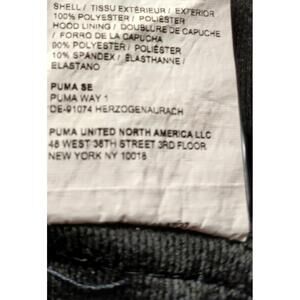 SHELL / TISSU EXTÉRIEUR / EXTERIOR
100% POLYESTER / POLIÉSTER
HOOD LINING / DOUBLURE DE CAPUCHE
/ FORRO DE LA CAPUCHA
90% POLYESTER / POLIÉSTER
10% SPANDEX / ÉLASTHANNE /
ELASTANO
PUMA SE
PUMA WAY 1
DE-91074 HERZOGENAURACH
PUMA UNITED NORTH AMERICA LLC
48 WEST 38TH STREET 3RD FLOOR
NEW YORK NY 10018